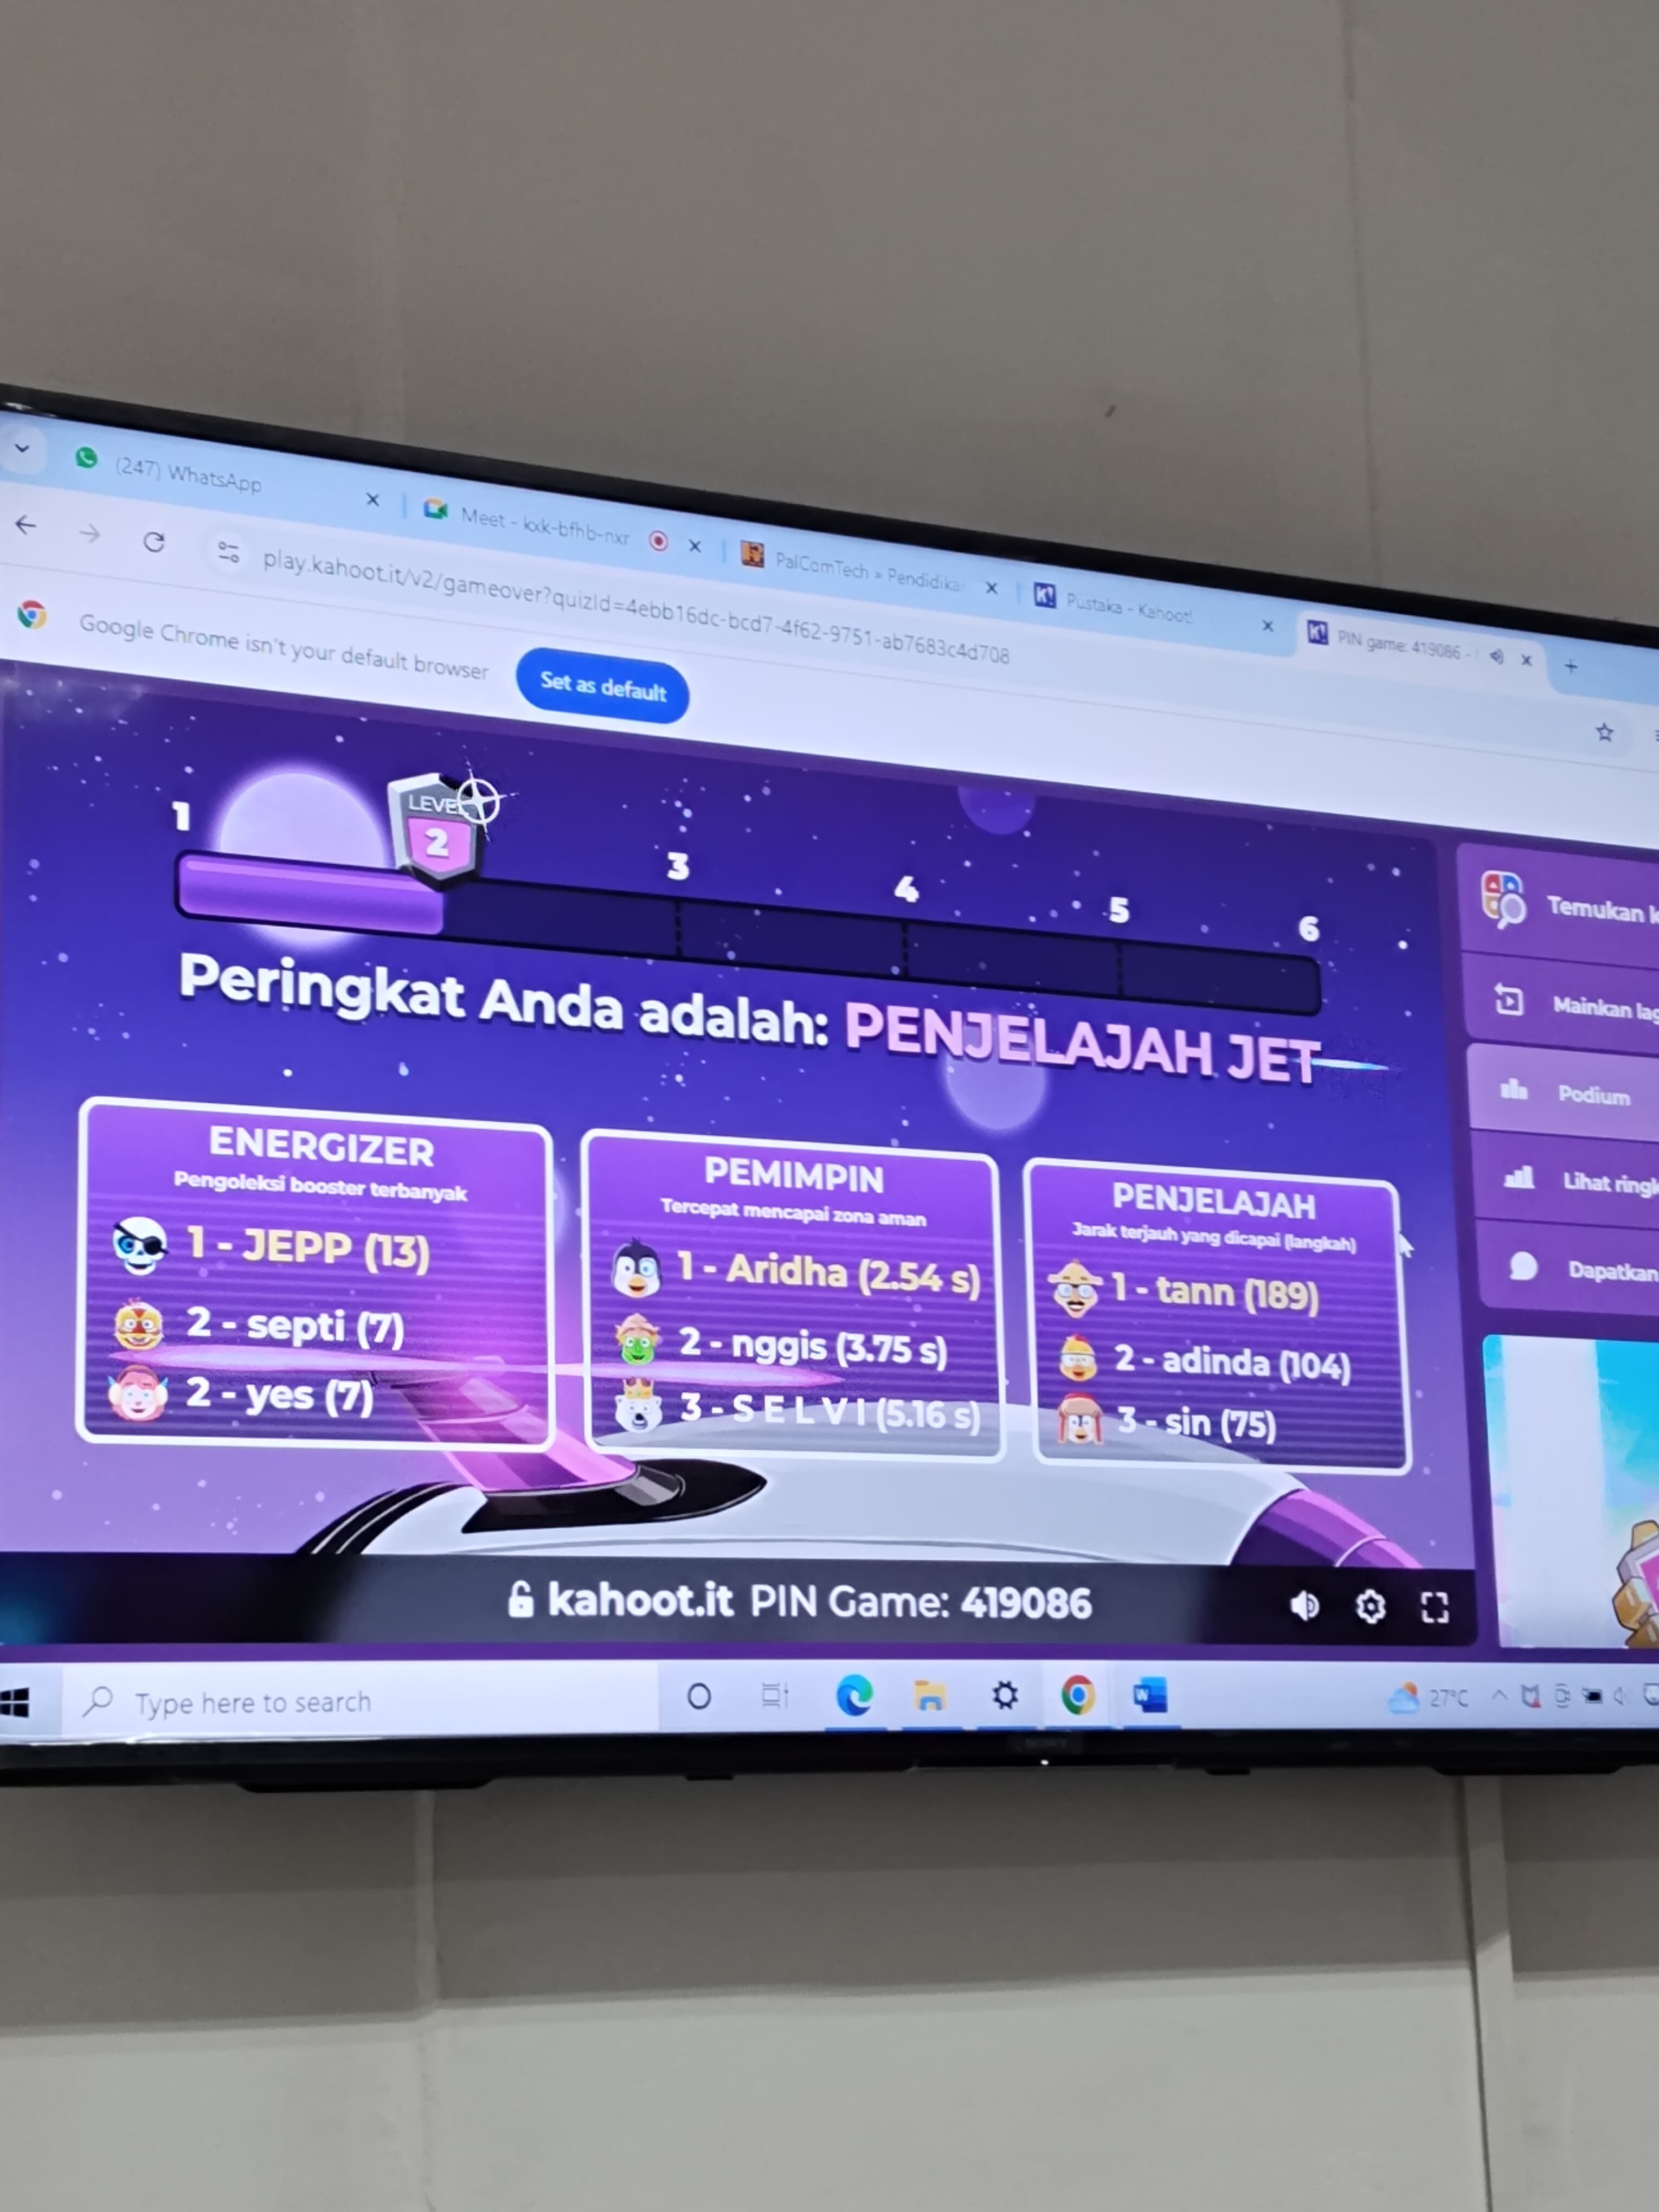 (247) WhatsApp
Meet - kxk-bfhb-nxr
PalComTech » Pendidika
Pustaka - Kahoot!
PIN game: 419086 -
play.kahoot.it/v2/gameover?quizId=4ebb16dc-bcd7-4f62-9751-ab7683c4d708
Google Chrome isn't your default browser
Set as default
1
LEVEL
2
3
4
5
6
Peringkat Anda adalah: PENJELAJAH JET
ENERGIZER
Pengoleksi booster terbanyak
1 - JEPP (13)
2 - septi (7)
2 - yes (7)
PEMIMPIN
Tercepat mencapai zona aman
1 - Aridha (2.54 s)
2 - nggis (3.75 s)
3 - S E L V I (5.16 s)
PENJELAJAH
Jarak terjauh yang dicapai (langkah)
1 - tann (189)
2 - adinda (104)
3 - sin (75)
Temukan k
Mainkan lag
Podium
Lihat ringk
Dapatkan
kahoot.it PIN Game: 419086
Type here to search
27°C
SONY